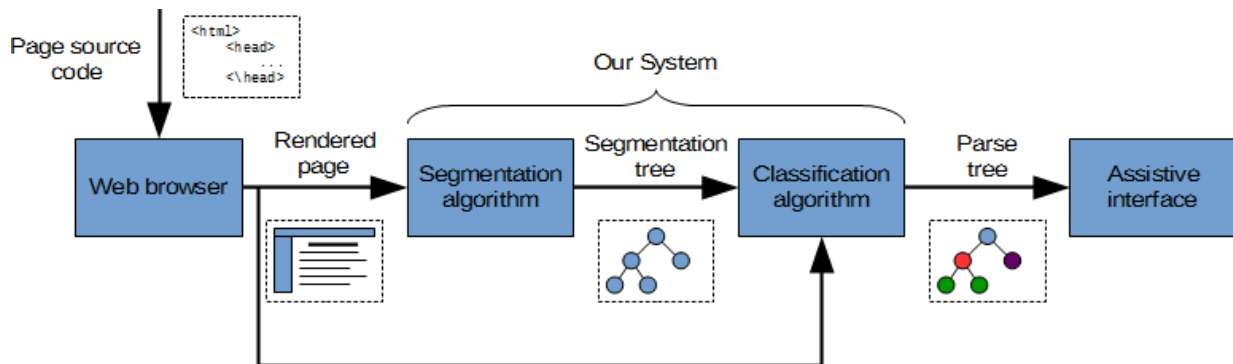 Page source
code
<html>
<head>
...
<\head>
Our System
Web browser
Rendered
page
Segmentation
algorithm
Segmentation
tree
Classification
algorithm
Parse
tree
Assistive
interface